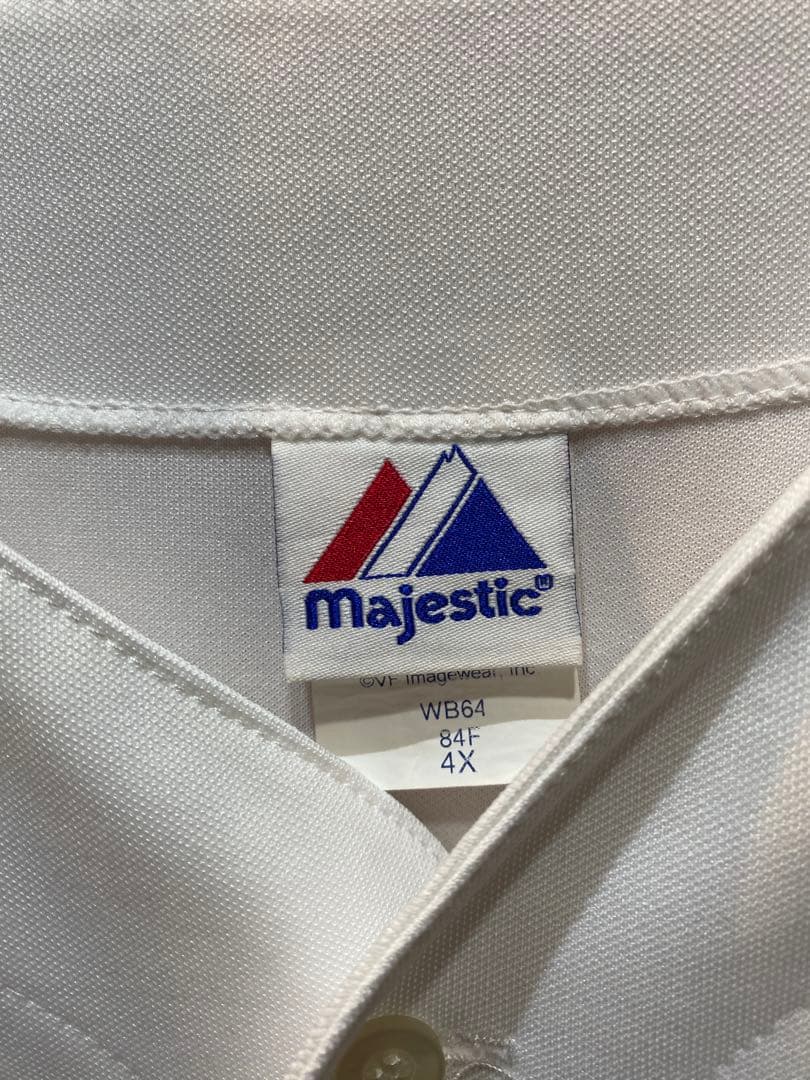 majestic
©VF Imagewear, Inc
WB64
84F
4X